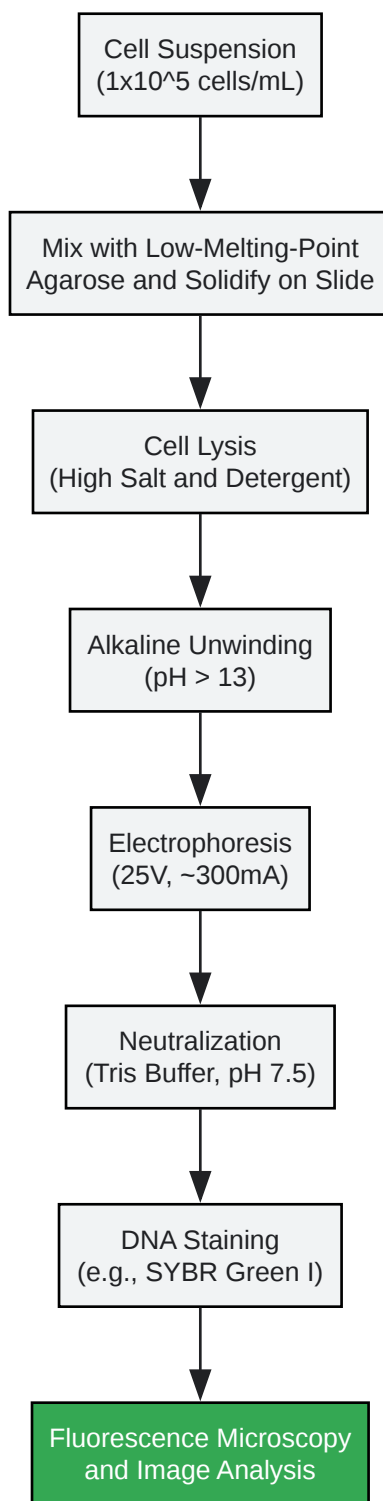 Cell Suspension
(1x10^5 cells/mL)
Mix with Low-Melting-Point
Agarose and Solidify on Slide
Cell Lysis
(High Salt and Detergent)
Alkaline Unwinding
(pH > 13)
Electrophoresis
(25V, ~300mA)
Neutralization
(Tris Buffer, pH 7.5)
DNA Staining
(e.g., SYBR Green I)
Fluorescence Microscopy
and Image Analysis